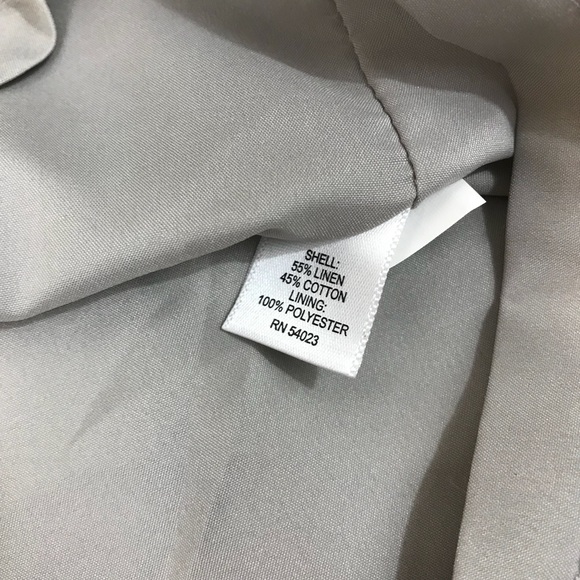 SHELL:
55% LINEN
45% COTTON
LINING:
100% POLYESTER
RN 54023